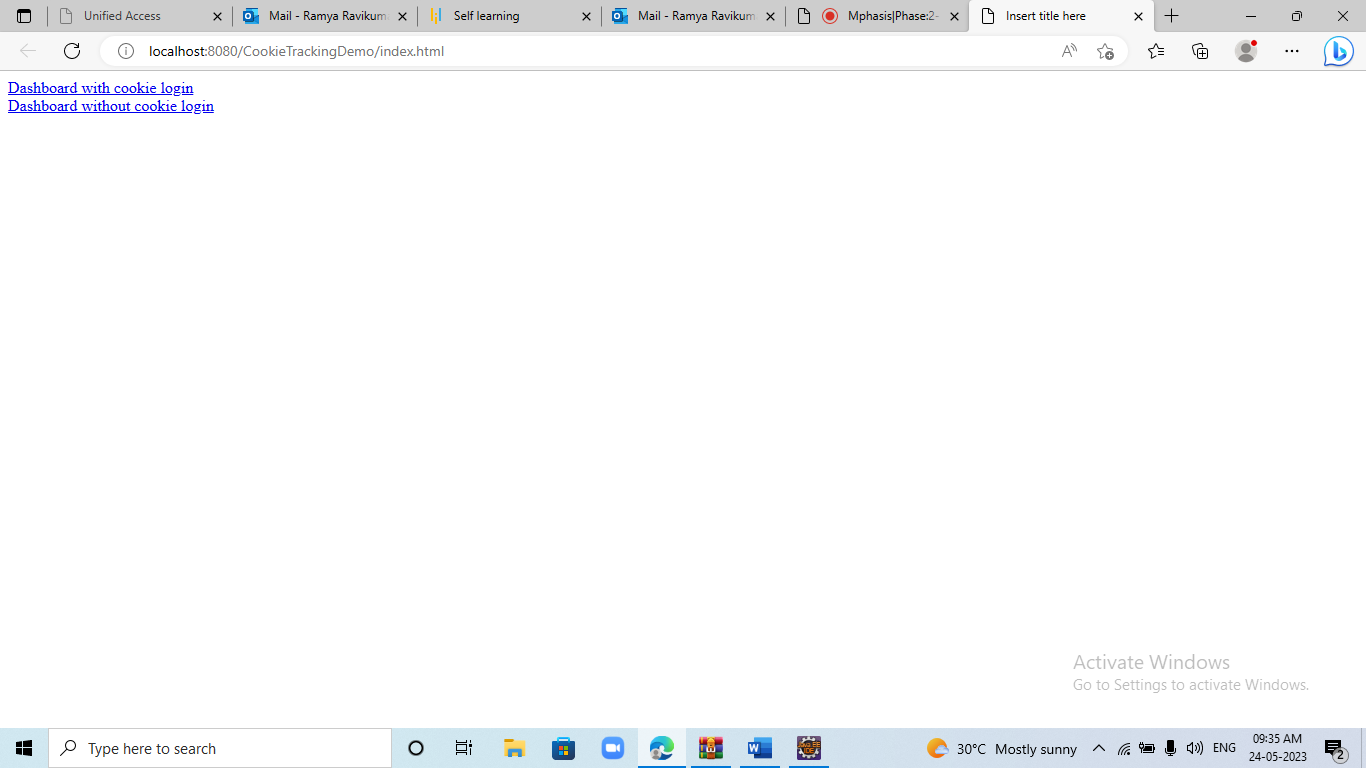 Unified Access
Mail - Ramya Ravikum
Self learning
Mail - Ramya Ravikum
Mphasis|Phase:2-
Insert title here
localhost:8080/CookieTrackingDemo/index.html
Dashboard with cookie login
Dashboard without cookie login
Activate Windows
Go to Settings to activate Windows.
Type here to search
30°C Mostly sunny
ENG
09:35 AM
24-05-2023
2